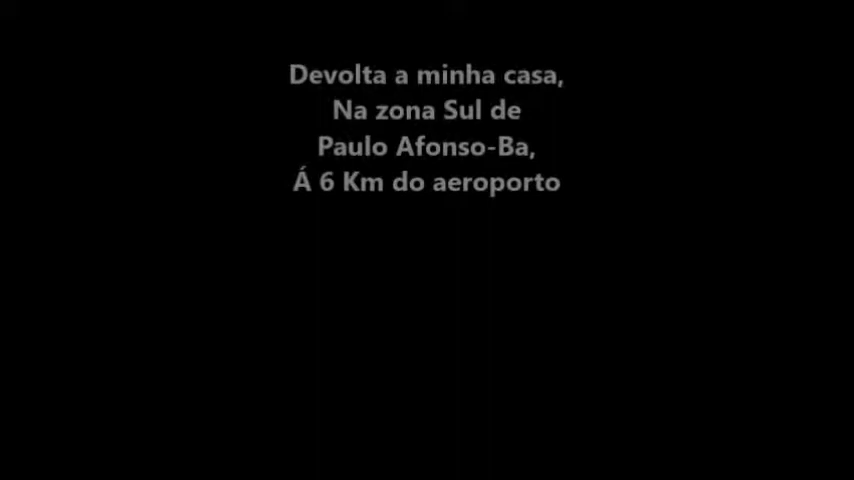 Devolta a minha casa,
Na zona Sul de
Paulo Afonso-Ba,
Á 6 Km do aeroporto